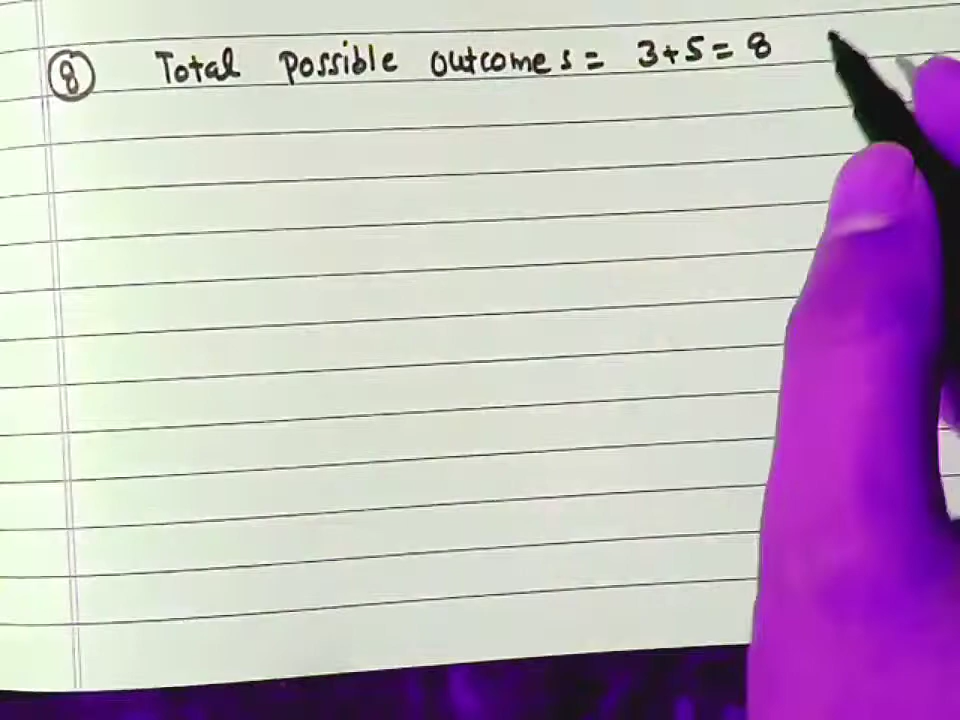 ⑧ Total possible outcomes = 3+5 = 8